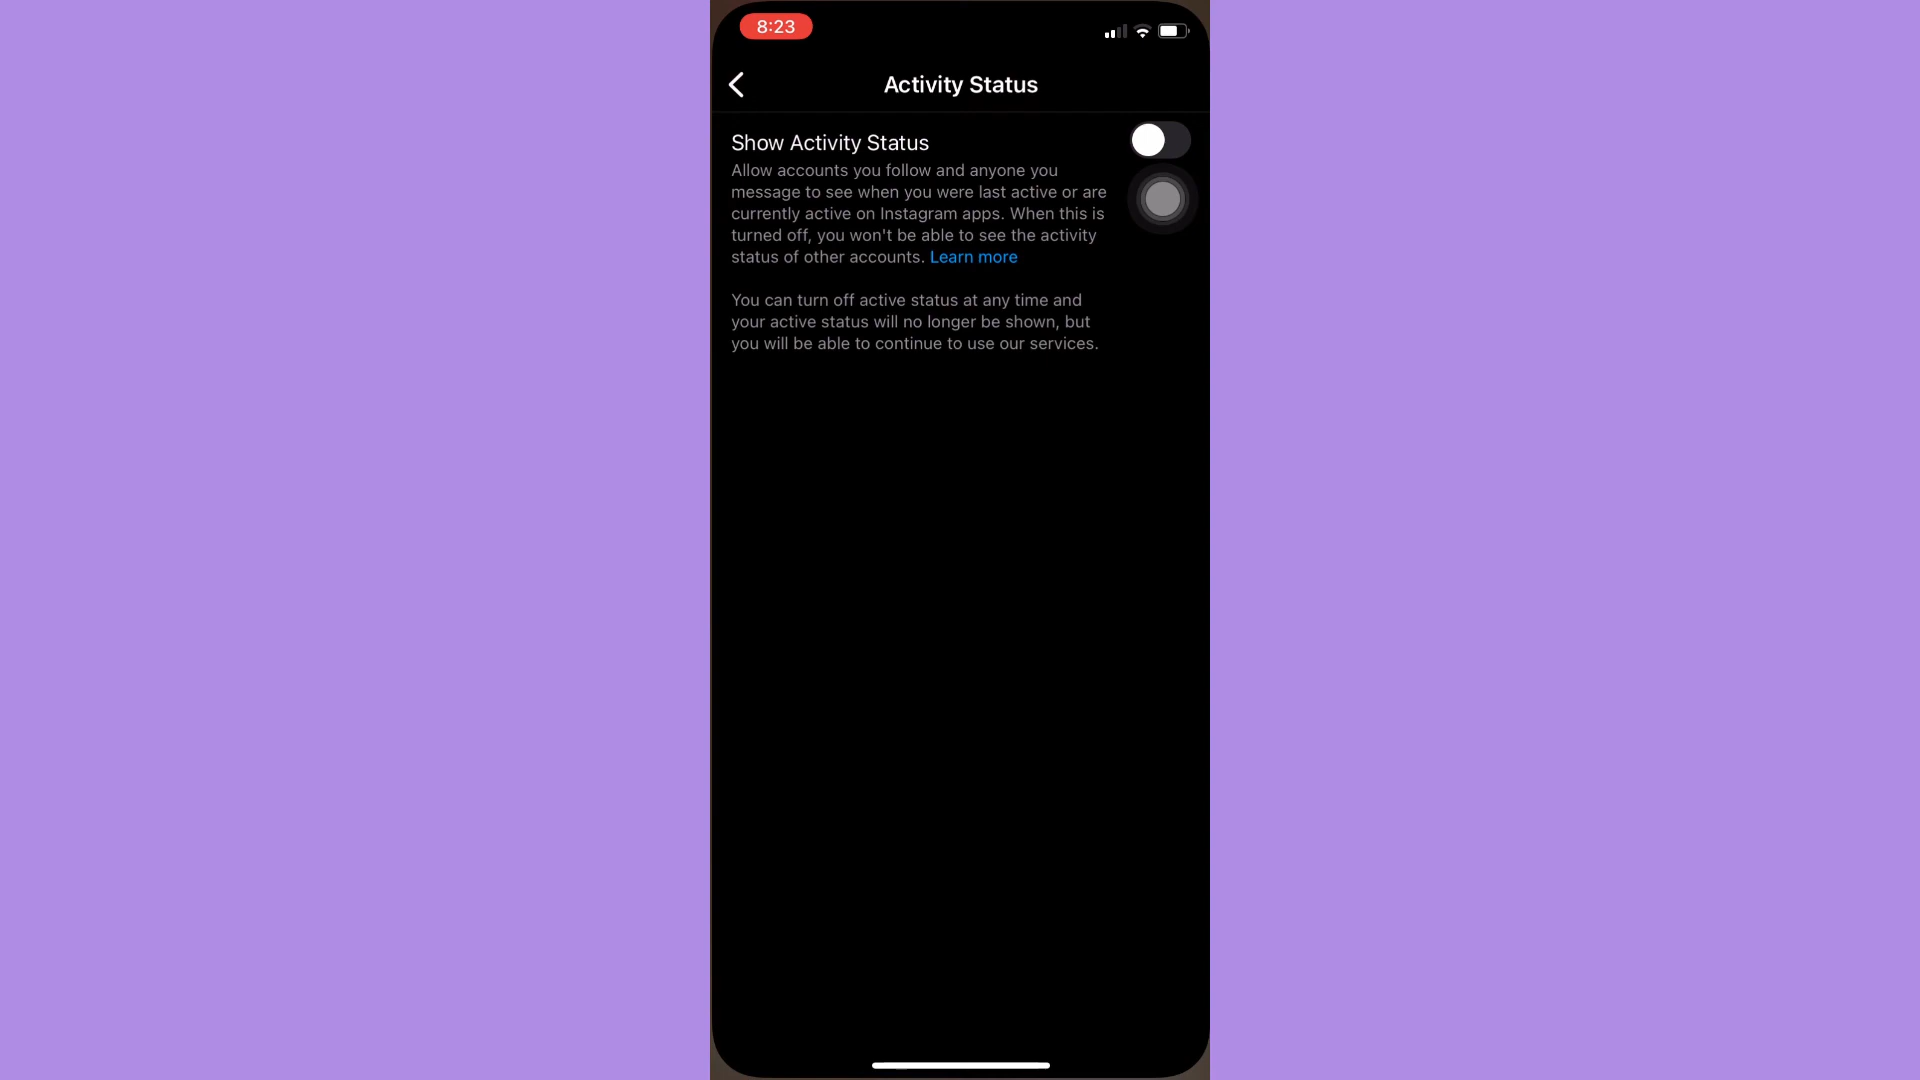 8:23
Activity Status
Show Activity Status
Allow accounts you follow and anyone you
message to see when you were last active or are
currently active on Instagram apps. When this is
turned off, you won't be able to see the activity
status of other accounts. Learn more
You can turn off active status at any time and
your active status will no longer be shown, but
you will be able to continue to use our services.